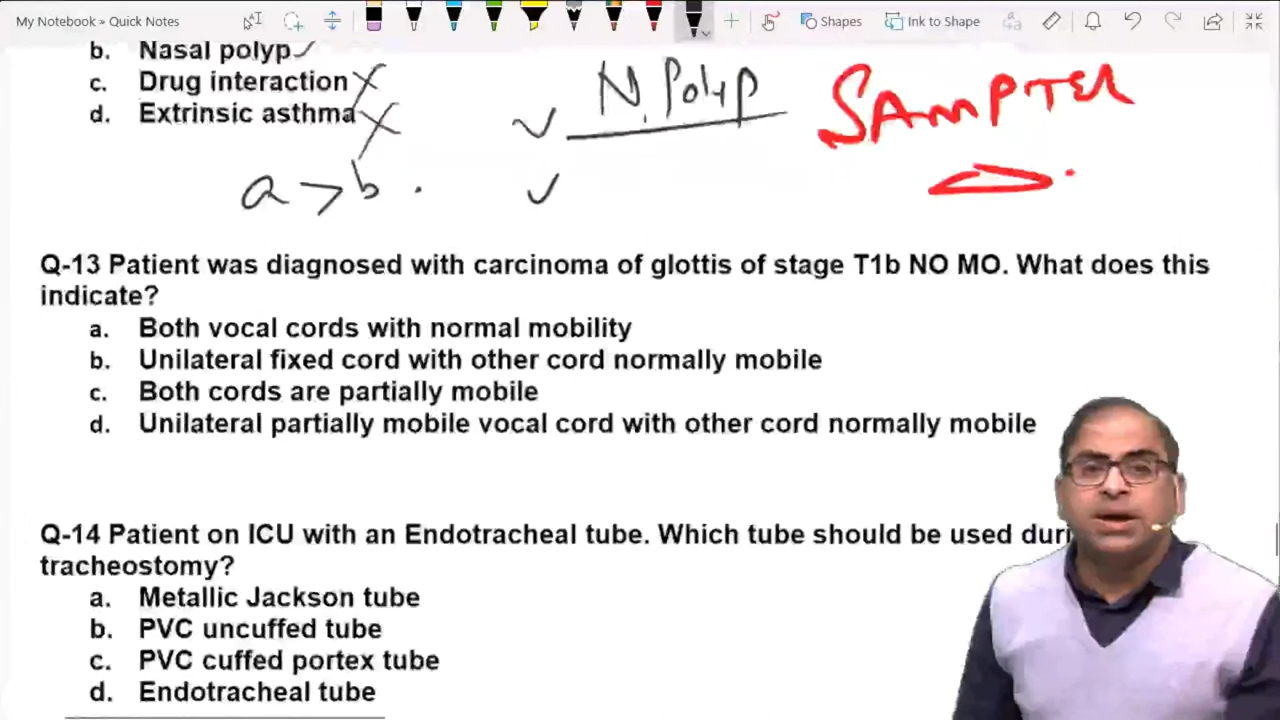 My Notebook » Quick Notes
Shapes
Ink to Shape
b. Nasal polyp
c. Drug interaction
d. Extrinsic asthma
N. Polyp
SAMPTER
a > b .
Q-13 Patient was diagnosed with carcinoma of glottis of stage T1b NO MO. What does this
indicate?
a. Both vocal cords with normal mobility
b. Unilateral fixed cord with other cord normally mobile
c. Both cords are partially mobile
d. Unilateral partially mobile vocal cord with other cord normally mobile
Q-14 Patient on ICU with an Endotracheal tube. Which tube should be used duri
tracheostomy?
a. Metallic Jackson tube
b. PVC uncuffed tube
c. PVC cuffed portex tube
d. Endotracheal tube